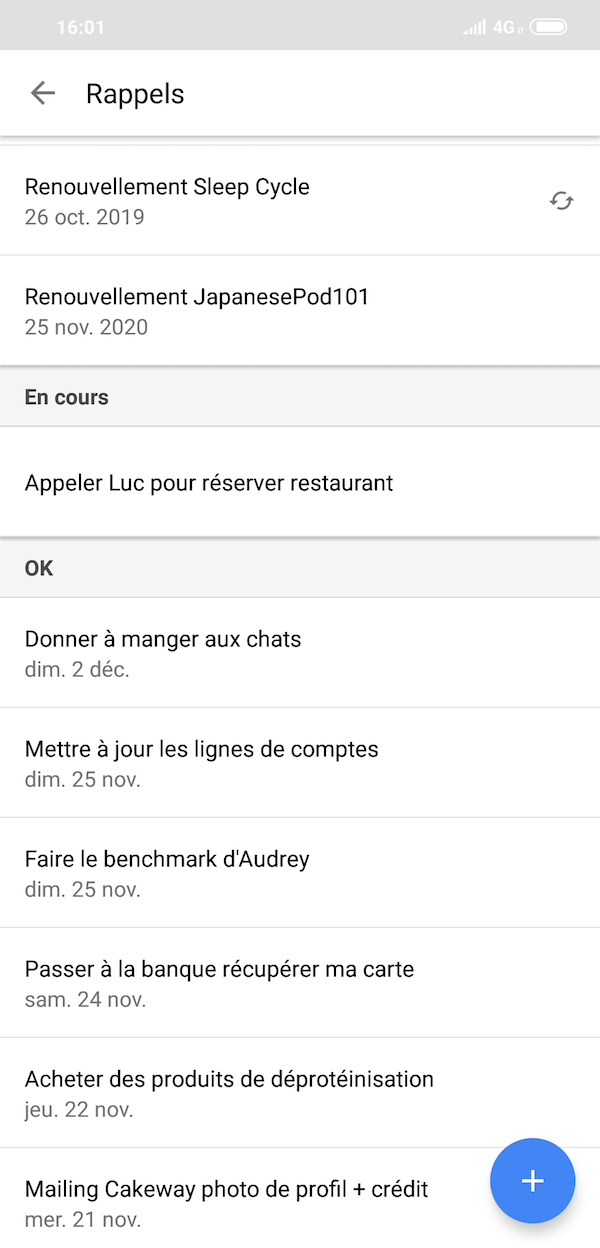 16:01
4G
Rappels
Renouvellement Sleep Cycle
26 oct. 2019
Renouvellement JapanesePod101
25 nov. 2020
En cours
Appeler Luc pour réserver restaurant
OK
Donner à manger aux chats
dim. 2 déc.
Mettre à jour les lignes de comptes
dim. 25 nov.
Faire le benchmark d'Audrey
dim. 25 nov.
Passer à la banque récupérer ma carte
sam. 24 nov.
Acheter des produits de déprotéinisation
jeu. 22 nov.
Mailing Cakeway photo de profil + crédit
mer. 21 nov.